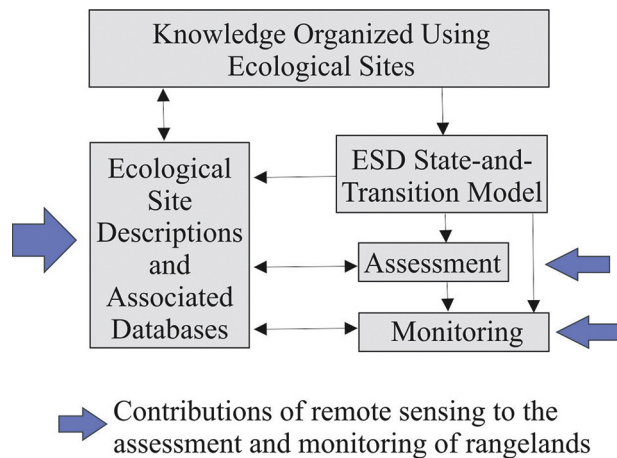 Knowledge Organized Using
Ecological Sites
Ecological
Site
Descriptions
and
Associated
Databases
ESD State-and-
Transition Model
Assessment
Monitoring
Contributions of remote sensing to the
assessment and monitoring of rangelands